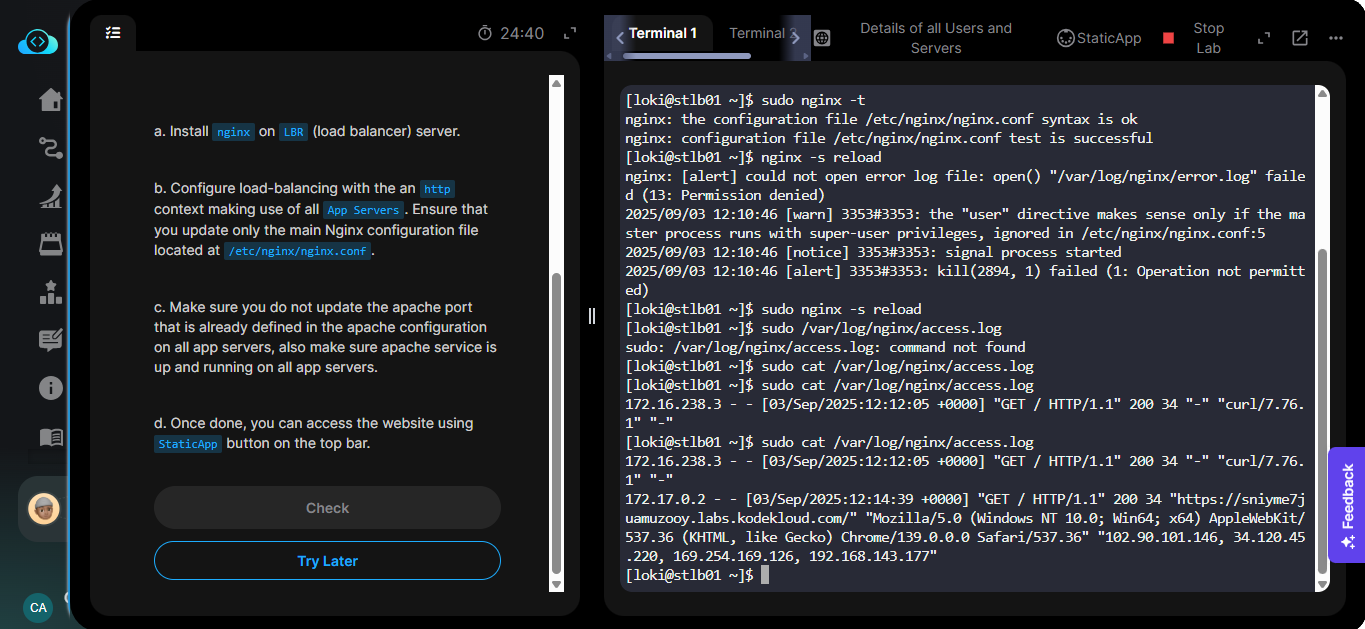 24:40
Terminal 1
Terminal
Details of all Users and
Servers
StaticApp
Stop
Lab
a. Install nginx on LBR (load balancer) server.
b. Configure load-balancing with the an http
context making use of all App Servers. Ensure that
you update only the main Nginx configuration file
located at /etc/nginx/nginx.conf.
c. Make sure you do not update the apache port
that is already defined in the apache configuration
on all app servers, also make sure apache service is
up and running on all app servers.
d. Once done, you can access the website using
StaticApp button on the top bar.
Check
Try Later
CA
[loki@stlb01 ~]$ sudo nginx -t
nginx: the configuration file /etc/nginx/nginx.conf syntax is ok
nginx: configuration file /etc/nginx/nginx.conf test is successful
[loki@stlb01 ~]$ nginx -s reload
nginx: [alert] could not open error log file: open() "/var/log/nginx/error.log" faile
d (13: Permission denied)
2025/09/03 12:10:46 [warn] 3353#3353: the "user" directive makes sense only if the ma
ster process runs with super-user privileges, ignored in /etc/nginx/nginx.conf:5
2025/09/03 12:10:46 [notice] 3353#3353: signal process started
2025/09/03 12:10:46 [alert] 3353#3353: kill(2894, 1) failed (1: Operation not permitt
ed)
[loki@stlb01 ~]$ sudo nginx -s reload
[loki@stlb01 ~]$ sudo /var/log/nginx/access.log
sudo: /var/log/nginx/access.log: command not found
[loki@stlb01 ~]$ sudo cat /var/log/nginx/access.log
[loki@stlb01 ~]$ sudo cat /var/log/nginx/access.log
172.16.238.3 - - [03/Sep/2025:12:12:05 +0000] "GET / HTTP/1.1" 200 34 "-" "curl/7.76.
1" "-"
[loki@stlb01 ~]$ sudo cat /var/log/nginx/access.log
172.16.238.3 - - [03/Sep/2025:12:12:05 +0000] "GET / HTTP/1.1" 200 34 "-" "curl/7.76.
1" "-"
172.17.0.2 - - [03/Sep/2025:12:14:39 +0000] "GET / HTTP/1.1" 200 34 "https://sniyme7j
uamuzooy.labs.kodekloud.com/" "Mozilla/5.0 (Windows NT 10.0; Win64; x64) AppleWebKit/
537.36 (KHTML, like Gecko) Chrome/139.0.0.0 Safari/537.36" "102.90.101.146, 34.120.45
.220, 169.254.169.126, 192.168.143.177"
[loki@stlb01 ~]$
Feedback